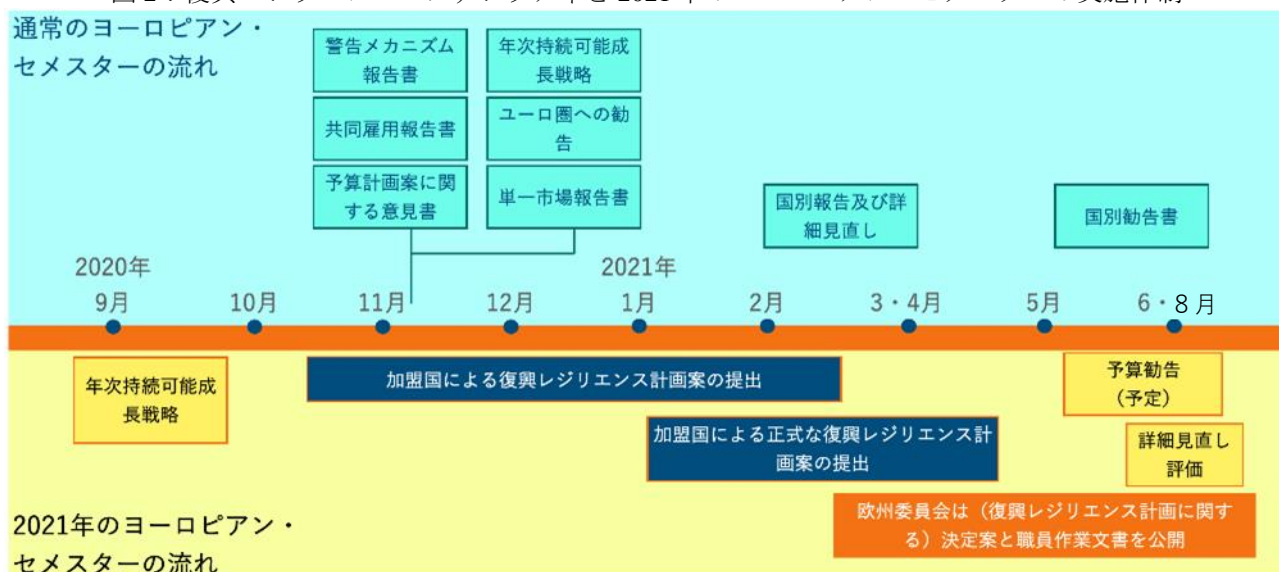 通常のヨーロピアン・
セメスターの流れ
警告メカニズム
報告書
年次持続可能成
長戦略
共同雇用報告書
ユーロ圏への勧
告
予算計画案に関
する意見書
単一市場報告書
国別報告及び詳
細見直し
国別勧告書
2020年
2021年
9月
10月
11月
12月
1月
2月
3・4月
5月
6・8月
年次持続可能成
長戦略
加盟国による復興レジリエンス計画案の提出
予算勧告
(予定)
加盟国による正式な復興レジリエンス計
画案の提出
詳細見直し
評価
欧州委員会は（復興レジリエンス計画に関す
る）決定案と職員作業文書を公開
2021年のヨーロピアン・
セメスターの流れ